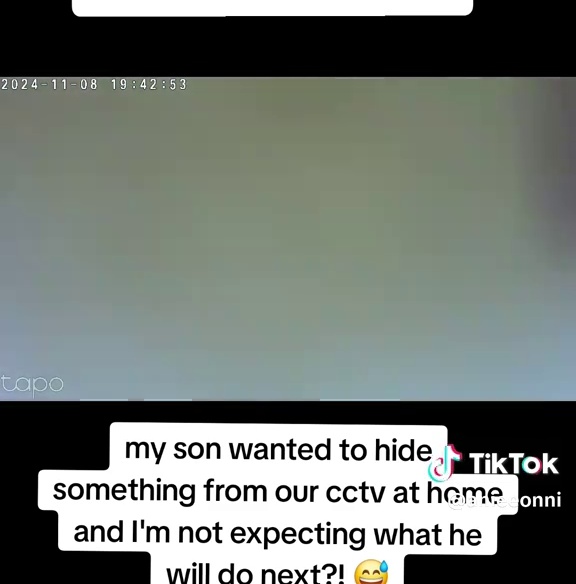 2024-11-08 19:42:53
tapo
my son wanted to hide
TikTok
something from our cctv at home
and I'm not expecting what he
will do next?! 😅